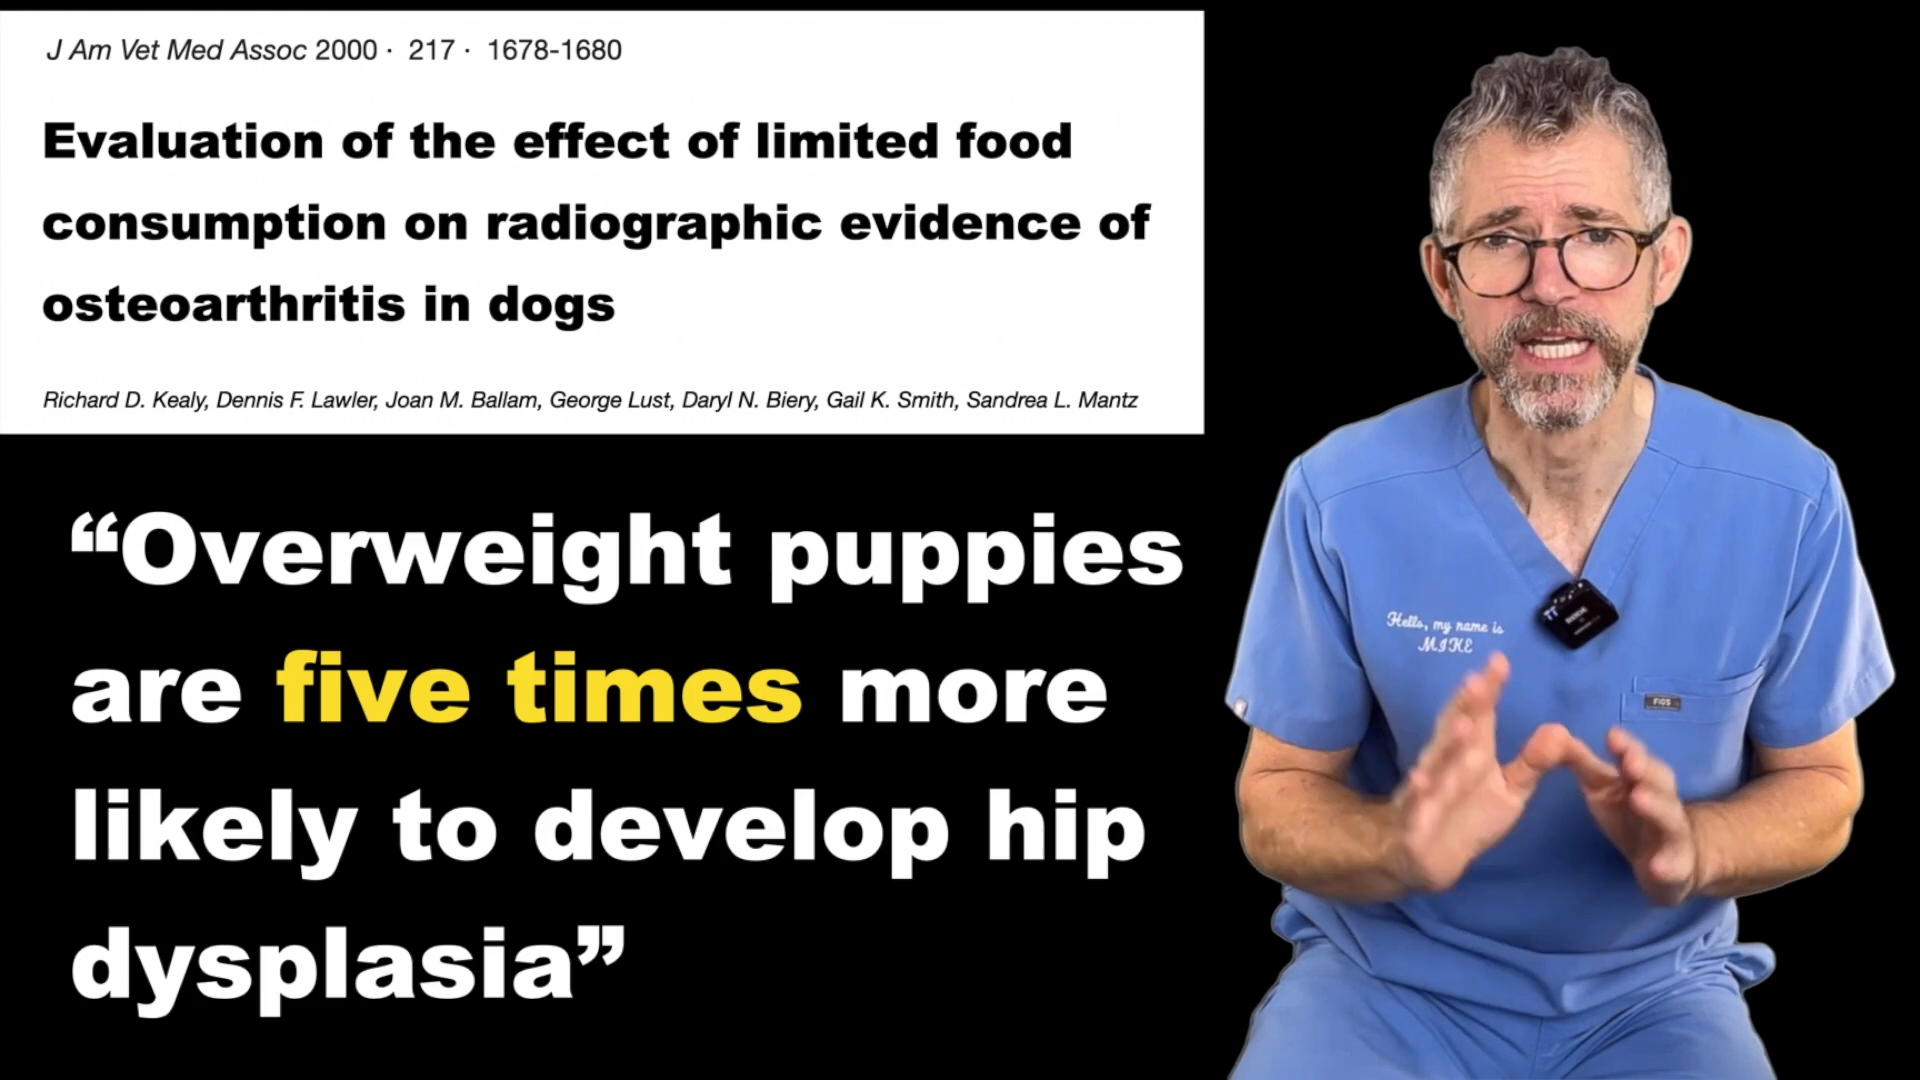 J Am Vet Med Assoc 2000 · 217 · 1678-1680
Evaluation of the effect of limited food
consumption on radiographic evidence of
osteoarthritis in dogs
Richard D. Kealy, Dennis F. Lawler, Joan M. Ballam, George Lust, Daryl N. Biery, Gail K. Smith, Sandrea L. Mantz
“Overweight puppies
are five times more
likely to develop hip
dysplasia”
Hello, my name is
MIKE
FIGS